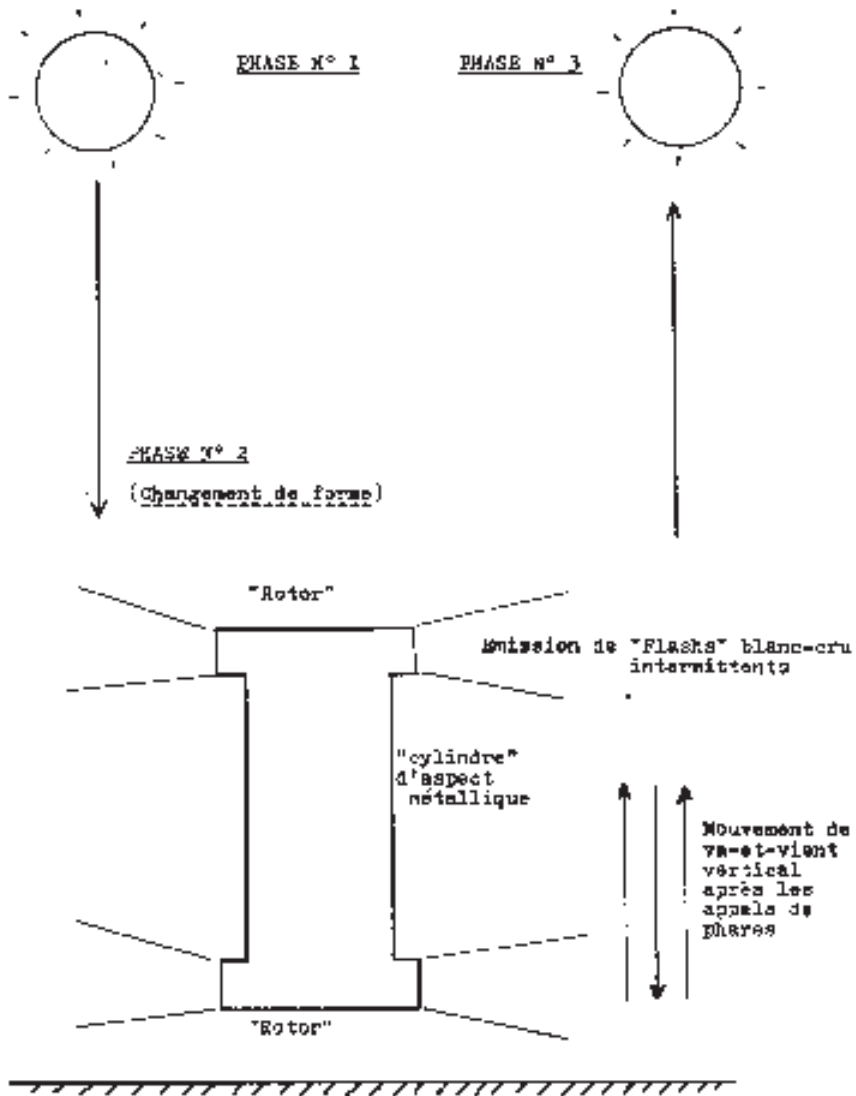 PHASE N° I
PHASE N° 3
PHASE N° 2
(Changement de forme)
"Rotor"
Emission de "Flashs" blanc-cru
intermittents
"cylindre"
d'aspect
métallique
Mouvement de
va-et-vient
vertical
après les
appels de
phares
"Rotor"